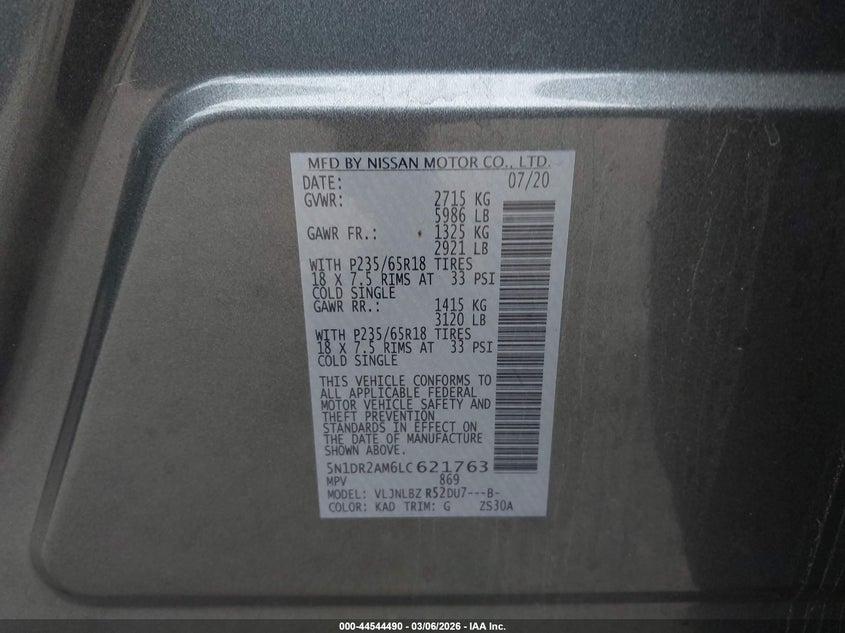 MFD BY NISSAN MOTOR CO., LTD.
DATE: 07/20
GVWR: 2715 KG
5986 LB
GAWR FR.: 1325 KG
2921 LB
WITH P235/65R18 TIRES
18 X 7.5 RIMS AT 33 PSI
COLD SINGLE
GAWR RR.: 1415 KG
3120 LB
WITH P235/65R18 TIRES
18 X 7.5 RIMS AT 33 PSI
COLD SINGLE
THIS VEHICLE CONFORMS TO
ALL APPLICABLE FEDERAL
MOTOR VEHICLE SAFETY AND
THEFT PREVENTION
STANDARDS IN EFFECT ON
THE DATE OF MANUFACTURE
SHOWN ABOVE.
5N1DR2AM6LC621763
MPV 869
MODEL: VLJNLBZ R52DU7---B-
COLOR: KAD TRIM: G ZS30A
000-44544490 - 03/06/2026 - IAA Inc.